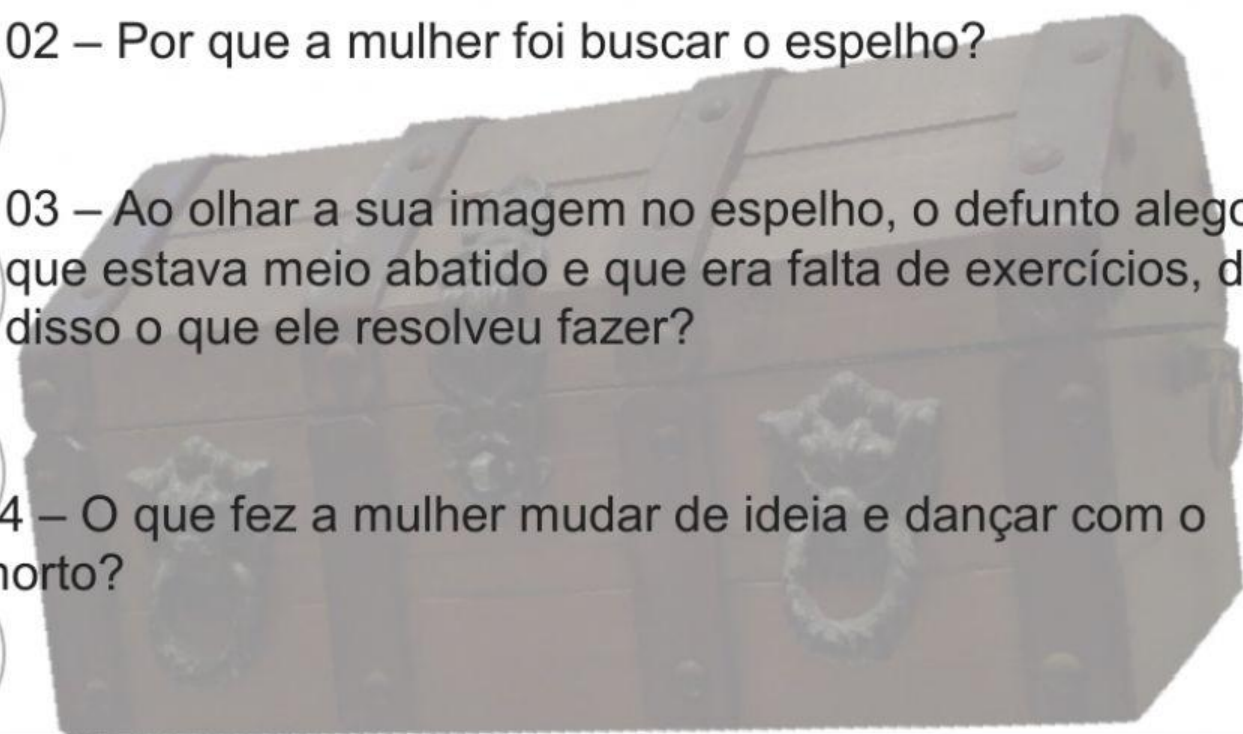 02 – Por que a mulher foi buscar o espelho?
03 – Ao olhar a sua imagem no espelho, o defunto
que estava meio abatido e que era falta de exercícios,
disso o que ele resolveu fazer?
4 – O que fez a mulher mudar de ideia e dançar com o